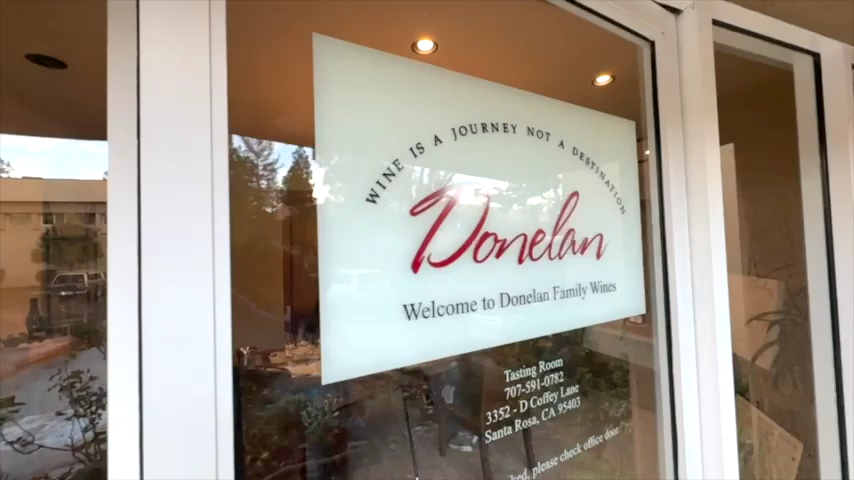 WINE IS A JOURNEY NOT A DESTINATION
Donelan
Welcome to Donelan Family Wines
Tasting Room
707-591-0782
3352 - D Coffey Lane
Santa Rosa, CA 95403
please check office door